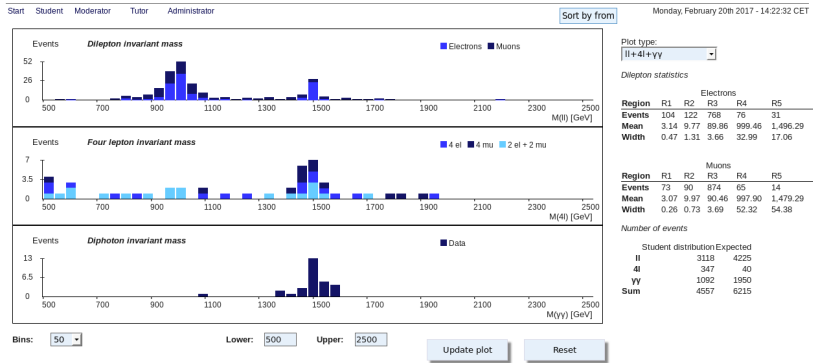 Start Student Moderator Tutor Administrator
Sort by from
Monday, February 20th 2017 - 14:22:32 CET
Events Dilepton invariant mass
Electrons Muons
52
26
0
500 700 900 1100 1300 1500 1700 1900 2100 2300 2500
M(ll) [GeV]
Events Four lepton invariant mass
4 el 4 mu 2 el + 2 mu
7
3.5
0
500 700 900 1100 1300 1500 1700 1900 2100 2300 2500
M(4l) [GeV]
Events Diphoton invariant mass
Data
13
6.5
0
500 700 900 1100 1300 1500 1700 1900 2100 2300 2500
M(γγ) [GeV]
Bins: 50
Lower: 500 Upper: 2500
Update plot Reset
Plot type:
ll+4l+γγ
Dilepton statistics
Electrons
Region R1 R2 R3 R4 R5
Events 104 122 768 76 31
Mean 3.14 9.77 89.86 999.46 1,496.29
Width 0.47 1.31 3.66 32.99 17.06
Muons
Region R1 R2 R3 R4 R5
Events 73 90 874 65 14
Mean 3.07 9.97 90.46 997.90 1,479.29
Width 0.26 0.73 3.69 52.32 54.38
Number of events
Student distribution Expected
ll 3118 4225
4l 347 40
γγ 1092 1950
Sum 4557 6215